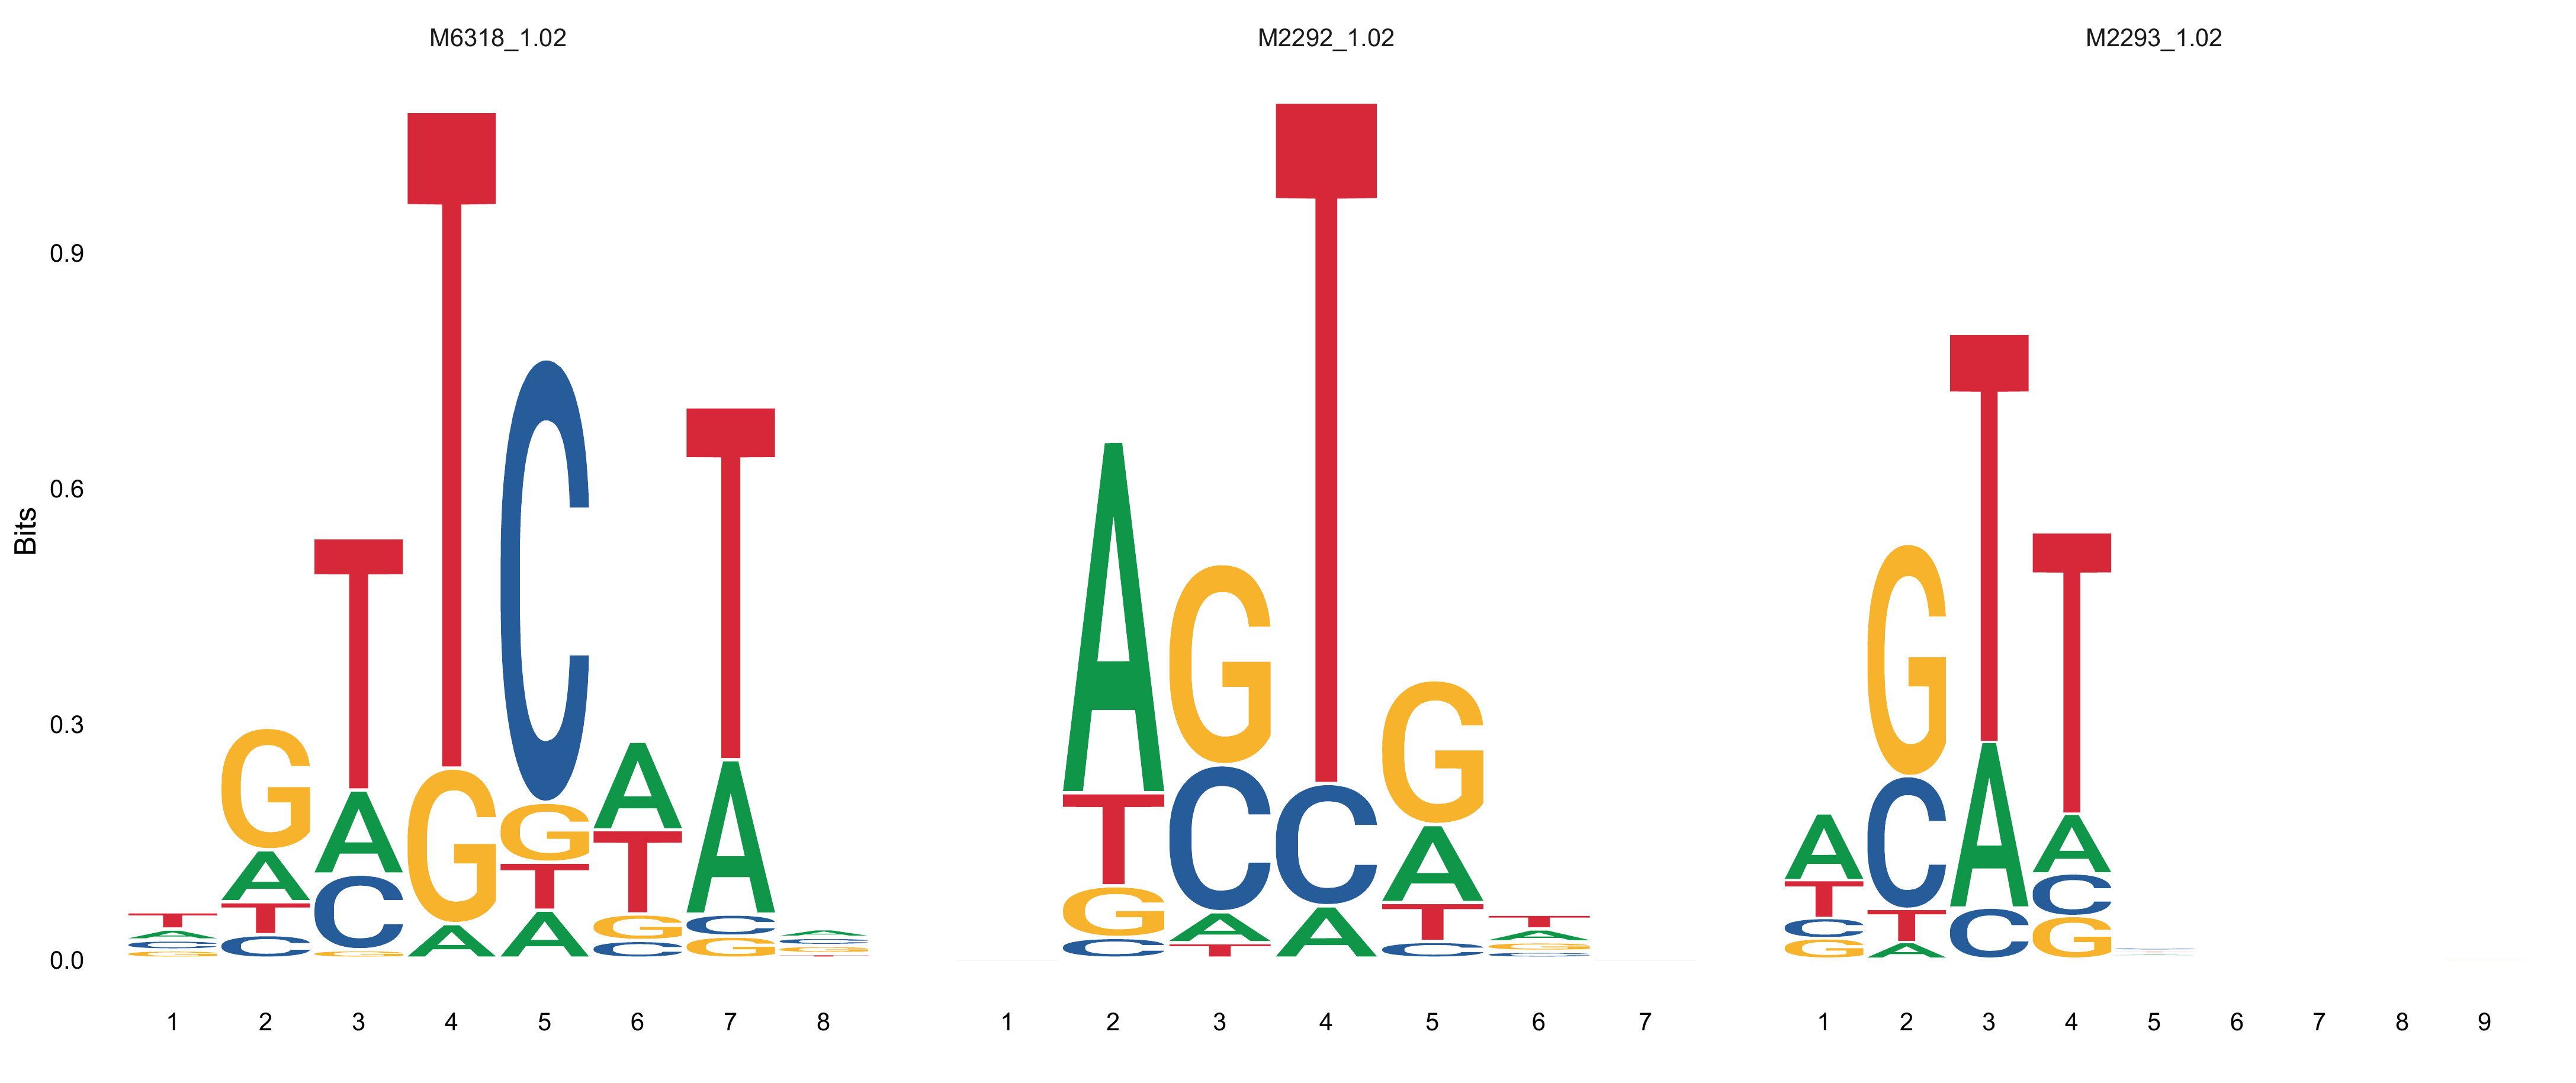 M6318_1.02 M2292_1.02 M2293_1.02
Bits
0.9
0.6
0.3
0.0
T A C G
G A T C
T A C G
T G A
C G T A
A T G C
T A C G
A C G T
A T G C
G C A T
T C A
G A T C
T A G C
A T C G
G C T A
T A C
T A C G
1 2 3 4 5 6 7 8
1 2 3 4 5 6 7
1 2 3 4 5 6 7 8 9